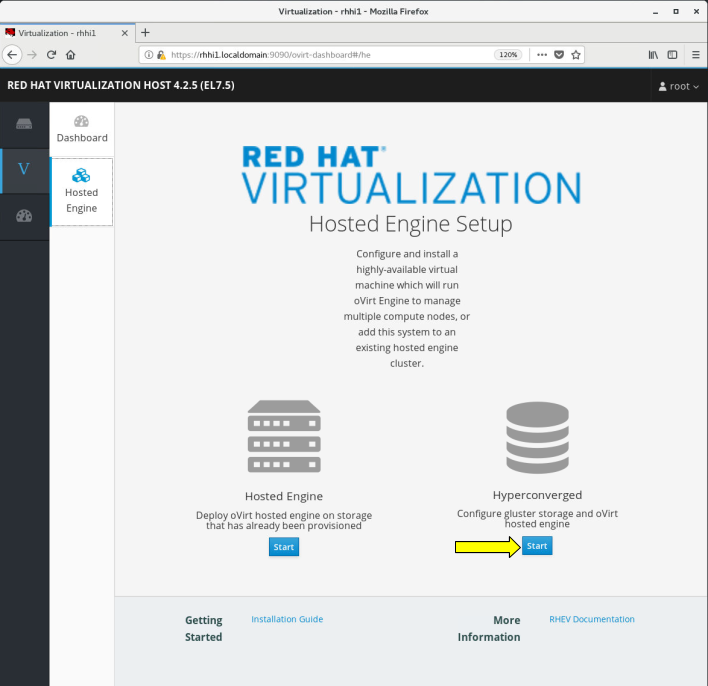 Virtualization - rhhi1 - Mozilla Firefox
Virtualization - rhhi1
https://rhhi1.localdomain:9090/ovirt-dashboard#/he
120%
RED HAT VIRTUALIZATION HOST 4.2.5 (EL7.5)
root
Dashboard
V
Hosted
Engine
RED HAT
VIRTUALIZATION
Hosted Engine Setup
Configure and install a
highly-available virtual
machine which will run
oVirt Engine to manage
multiple compute nodes, or
add this system to an
existing hosted engine
cluster.
Hosted Engine
Deploy oVirt hosted engine on storage
that has already been provisioned
Start
Hyperconverged
Configure gluster storage and oVirt
hosted engine
Start
Getting
Started
Installation Guide
More
Information
RHEV Documentation